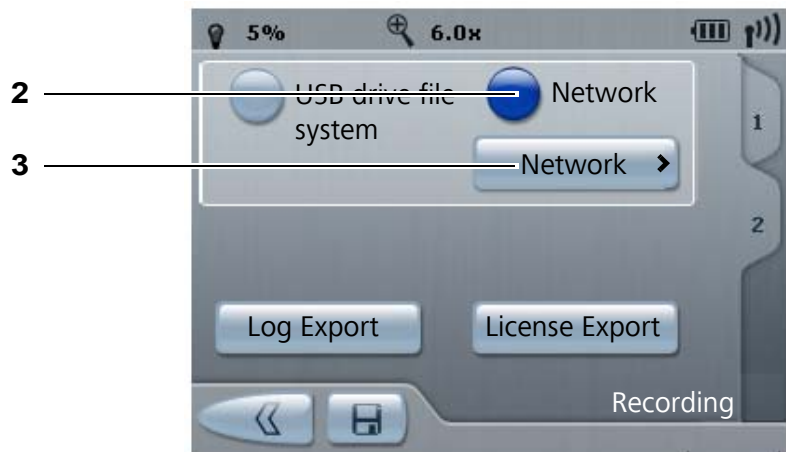 5% 6.0x
2 USB drive file Network
system
1
3 Network
2
Log Export License Export
Recording